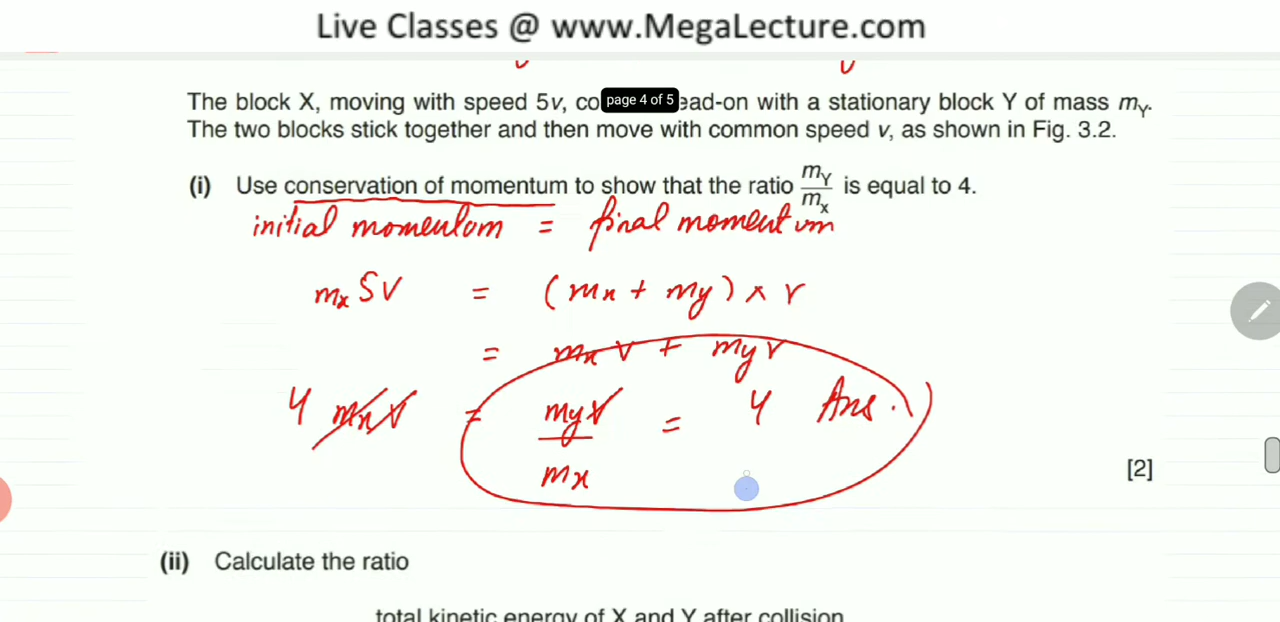 Live Classes @ www.MegaLecture.com
The block X, moving with speed 5v, co page 4 of 5 ead-on with a stationary block Y of mass mY.
The two blocks stick together and then move with common speed v, as shown in Fig. 3.2.
(i) Use conservation of momentum to show that the ratio mY/mx is equal to 4.
initial momentum = final momentum
mx 5V = (mx + my) × v
= mx v + my v
4 mx v = my v / mx = 4 Ans.
[2]
(ii) Calculate the ratio
total kinetic energy of X and Y after collision